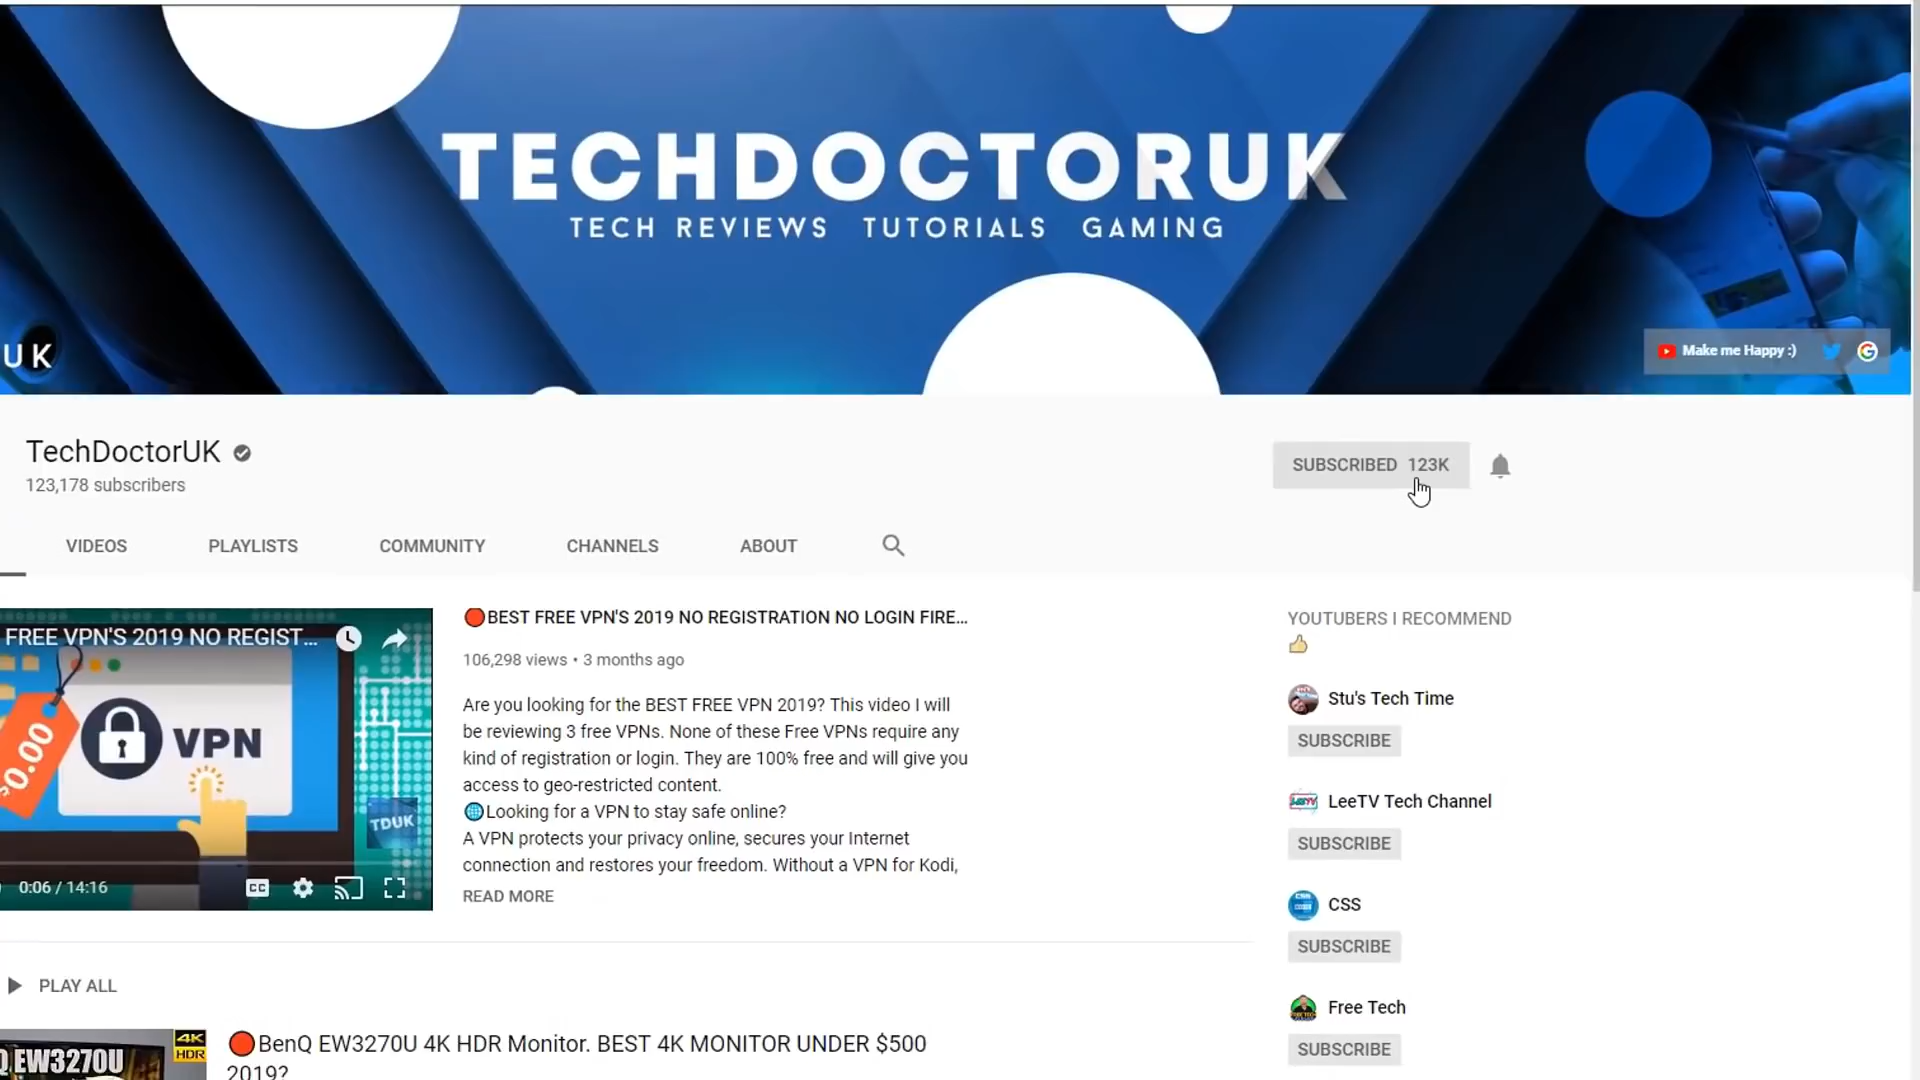 TECHDOCTORUK
TECH REVIEWS TUTORIALS GAMING
UK
Make me Happy :)
TechDoctorUK
123,178 subscribers
SUBSCRIBED 123K
VIDEOS PLAYLISTS COMMUNITY CHANNELS ABOUT
FREE VPN'S 2019 NO REGIST...
0.00
VPN
TDUK
0:06 / 14:16
CC
BEST FREE VPN'S 2019 NO REGISTRATION NO LOGIN FIRE...
106,298 views • 3 months ago
Are you looking for the BEST FREE VPN 2019? This video I will
be reviewing 3 free VPNs. None of these Free VPNs require any
kind of registration or login. They are 100% free and will give you
access to geo-restricted content.
Looking for a VPN to stay safe online?
A VPN protects your privacy online, secures your Internet
connection and restores your freedom. Without a VPN for Kodi,
READ MORE
YOUTUBERS I RECOMMEND
Stu's Tech Time
SUBSCRIBE
LeeTV Tech Channel
SUBSCRIBE
CSS
SUBSCRIBE
Free Tech
SUBSCRIBE
PLAY ALL
EW3270U
4K
HDR
BenQ EW3270U 4K HDR Monitor. BEST 4K MONITOR UNDER $500
2019?